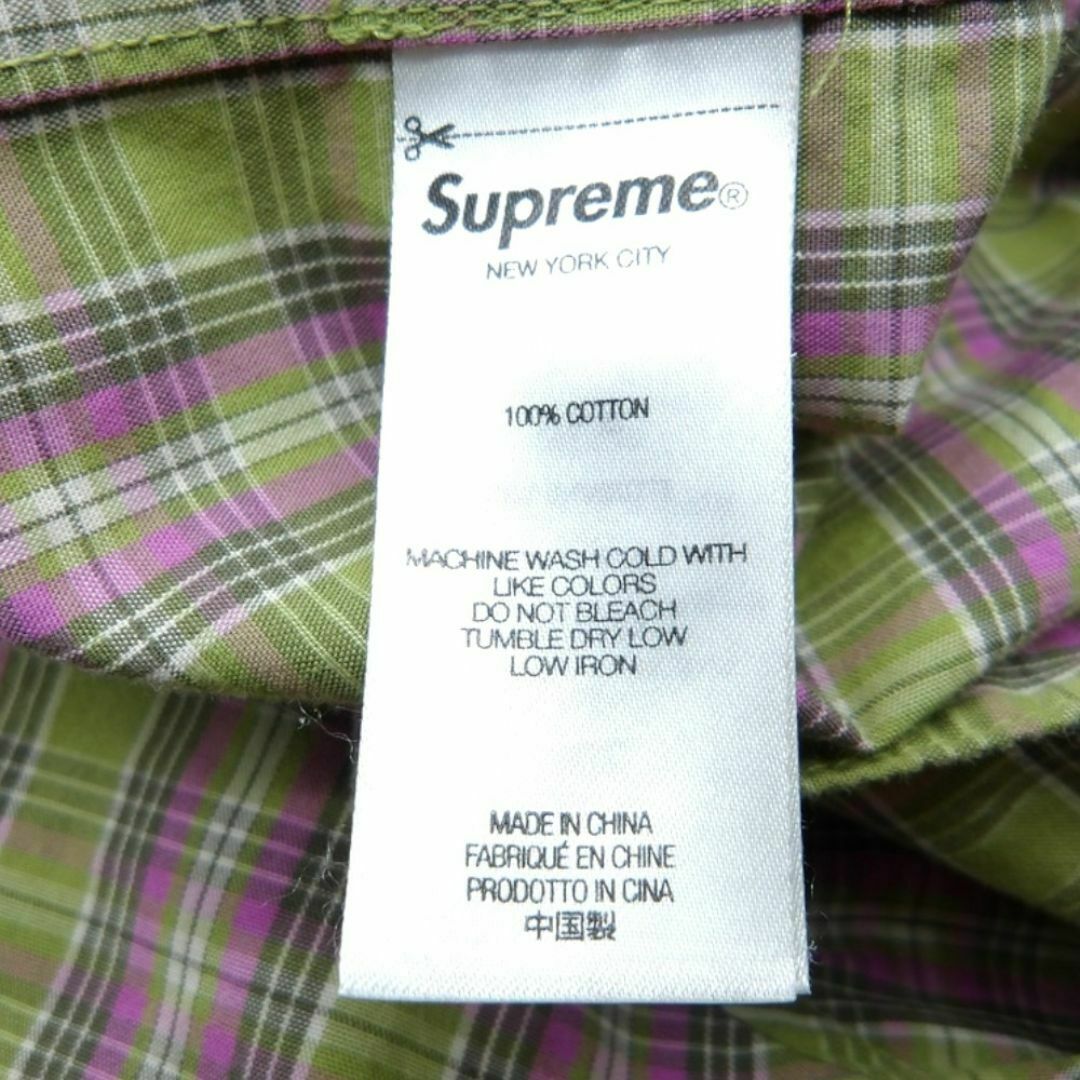 Supreme®
NEW YORK CITY
100% COTTON
MACHINE WASH COLD WITH
LIKE COLORS
DO NOT BLEACH
TUMBLE DRY LOW
LOW IRON
MADE IN CHINA
FABRIQUÉ EN CHINE
PRODOTTO IN CINA
中国製